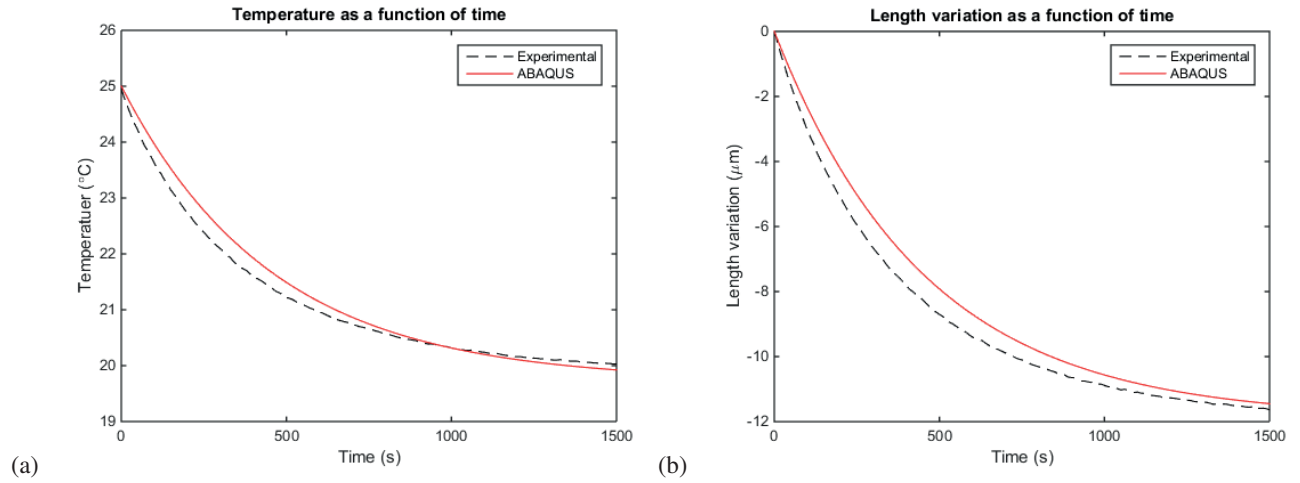 Temperature as a function of time
26
25
24
23
22
21
20
19
Temperatuer (°C)
0
500
1000
1500
Time (s)
Experimental
ABAQUS
(a)
Length variation as a function of time
0
-2
-4
-6
-8
-10
-12
Length variation (μm)
0
500
1000
1500
Time (s)
Experimental
ABAQUS
(b)